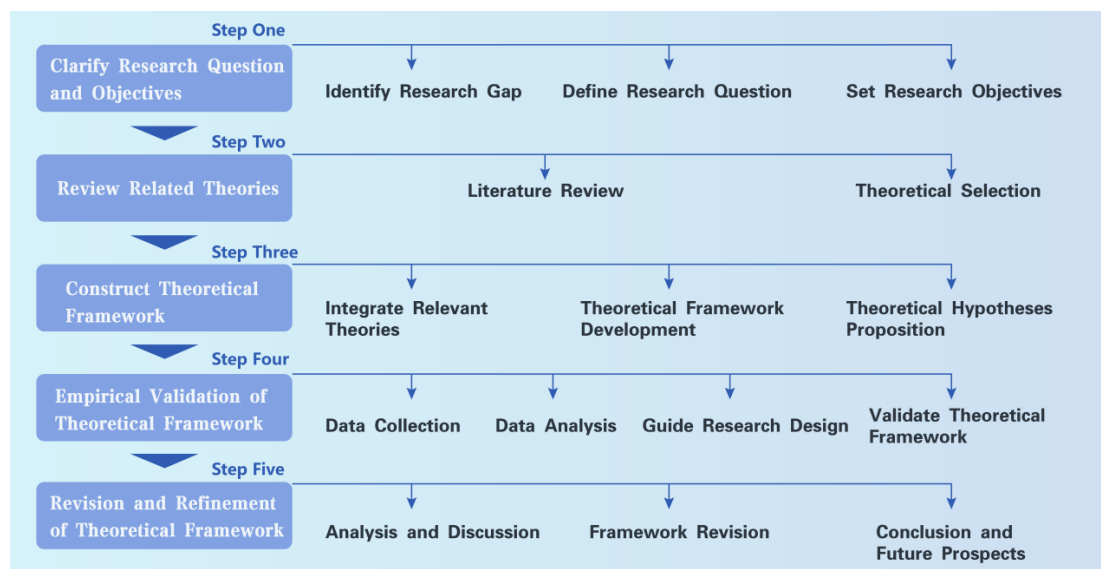 Step One
Clarify Research Question
and Objectives
Identify Research Gap
Define Research Question
Set Research Objectives
Step Two
Review Related Theories
Literature Review
Theoretical Selection
Step Three
Construct Theoretical
Framework
Integrate Relevant
Theories
Theoretical Framework
Development
Theoretical Hypotheses
Proposition
Step Four
Empirical Validation of
Theoretical Framework
Data Collection
Data Analysis
Guide Research Design
Validate Theoretical
Framework
Step Five
Revision and Refinement
of Theoretical Framework
Analysis and Discussion
Framework Revision
Conclusion and
Future Prospects